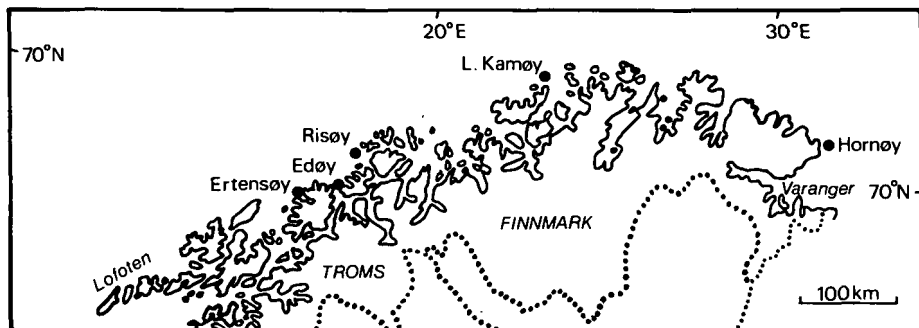 20°E
30°E
70°N
L. Kamøy
Risøy
Hornøy
Edøy
Ertensøy
Varanger
70°N
FINNMARK
Lofoten
TROMS
100 km